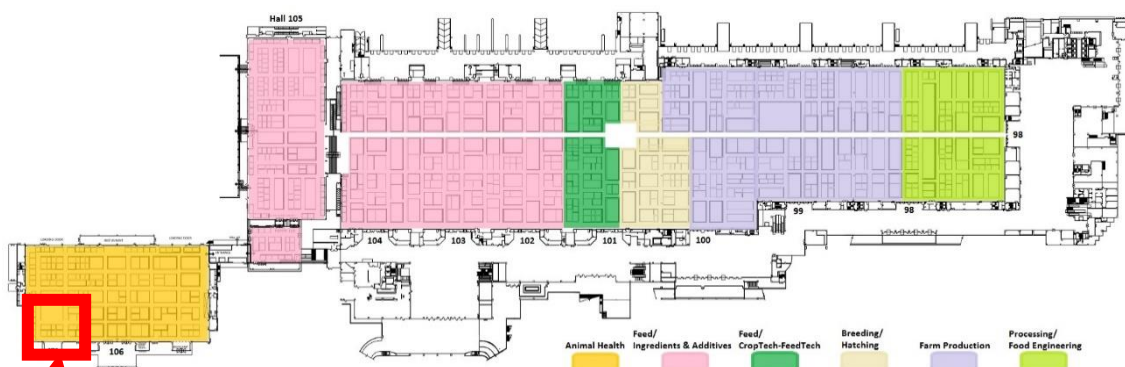 Hall 105
98
99
98
104
103
102
101
100
106
Animal Health
Feed/
Ingredients & Additives
Feed/
CropTech-FeedTech
Breeding/
Hatching
Farm Production
Processing/
Food Engineering